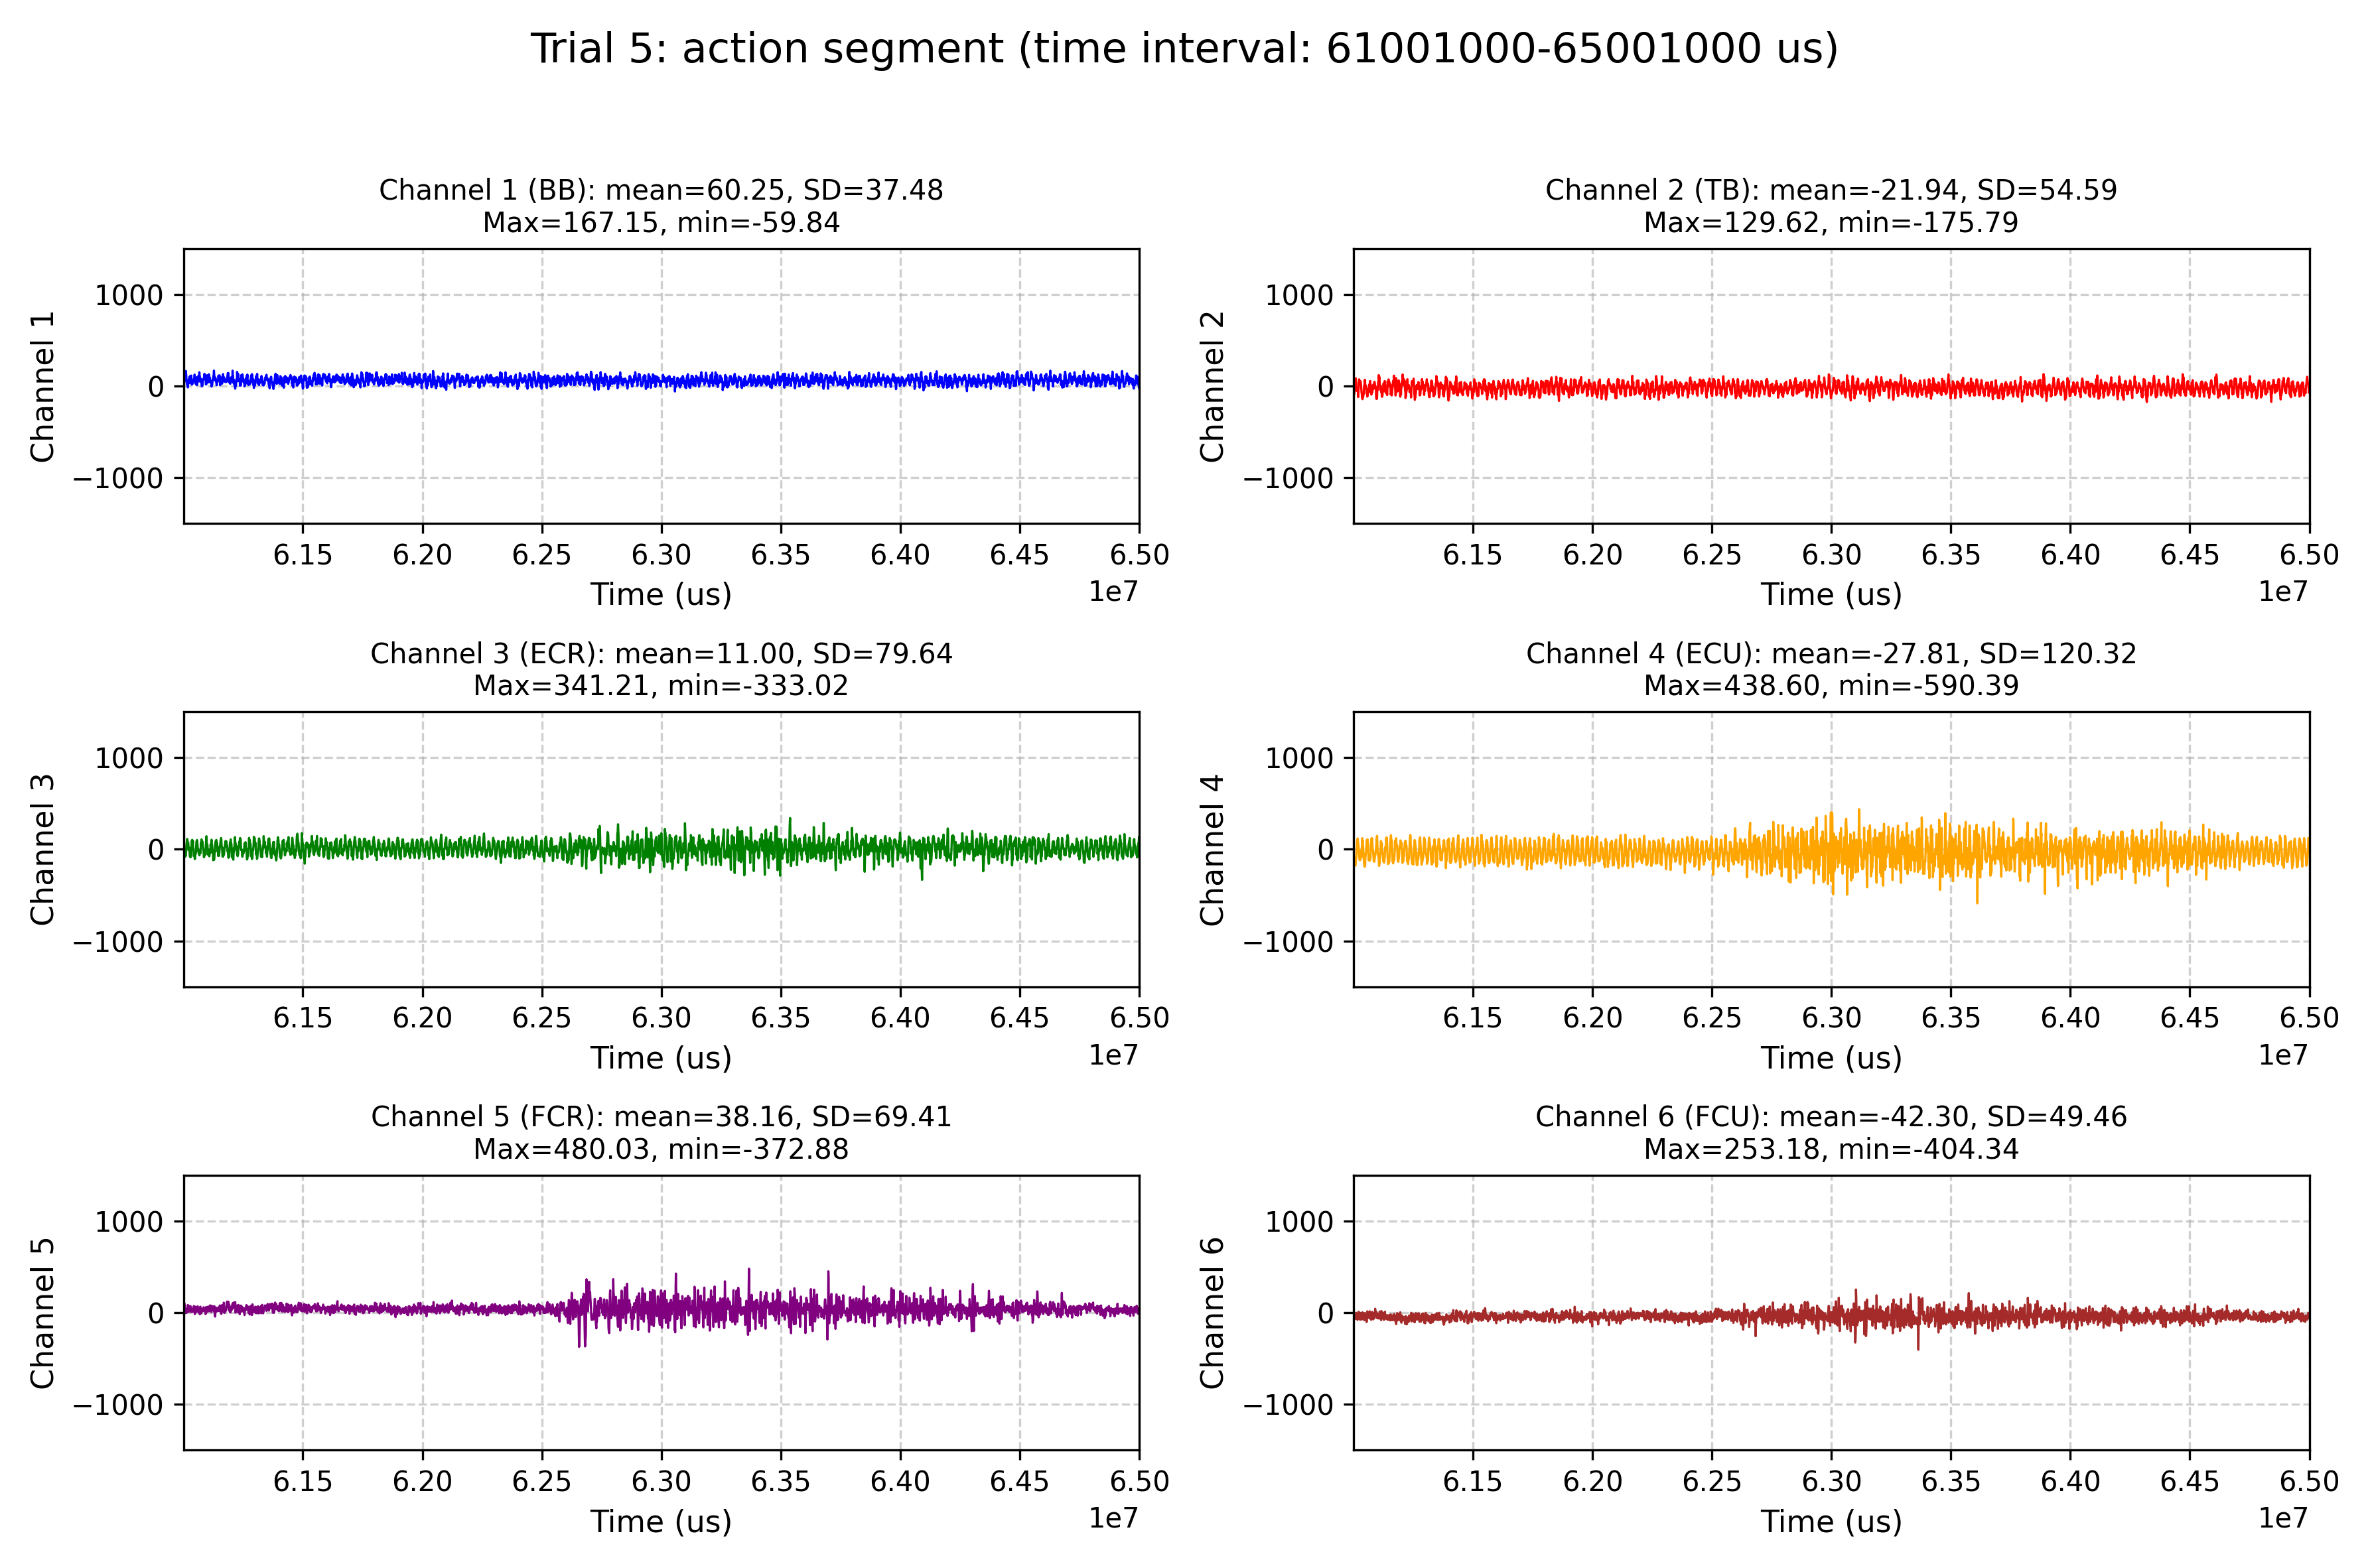 Trial 5: action segment (time interval: 61001000-65001000 us)
Channel 1 (BB): mean=60.25, SD=37.48
Max=167.15, min=-59.84
Channel 1
1000
0
−1000
6.15 6.20 6.25 6.30 6.35 6.40 6.45 6.50
Time (us)
1e7
Channel 2 (TB): mean=-21.94, SD=54.59
Max=129.62, min=-175.79
Channel 2
1000
0
−1000
6.15 6.20 6.25 6.30 6.35 6.40 6.45 6.50
Time (us)
1e7
Channel 3 (ECR): mean=11.00, SD=79.64
Max=341.21, min=-333.02
Channel 3
1000
0
−1000
6.15 6.20 6.25 6.30 6.35 6.40 6.45 6.50
Time (us)
1e7
Channel 4 (ECU): mean=-27.81, SD=120.32
Max=438.60, min=-590.39
Channel 4
1000
0
−1000
6.15 6.20 6.25 6.30 6.35 6.40 6.45 6.50
Time (us)
1e7
Channel 5 (FCR): mean=38.16, SD=69.41
Max=480.03, min=-372.88
Channel 5
1000
0
−1000
6.15 6.20 6.25 6.30 6.35 6.40 6.45 6.50
Time (us)
1e7
Channel 6 (FCU): mean=-42.30, SD=49.46
Max=253.18, min=-404.34
Channel 6
1000
0
−1000
6.15 6.20 6.25 6.30 6.35 6.40 6.45 6.50
Time (us)
1e7